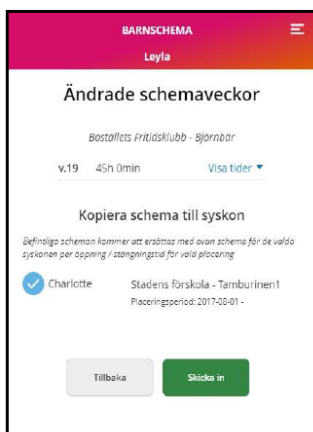 BARNSCHEMA
Leyla
Ändrade schemaveckor
Bostallets Fritidsklubb - Bjornbar
v.19 45h 0min Visa tider
Kopiera schema till syskon
Befintliga scheman kommer att ersättas med ovan schema för de valda
syskonen per öppning / stängningstid för vald placering
Charlotte Stadens förskola - Tamburinen1
Placeringsperiod: 2017-08-01 -
Tillbaka Skicka in